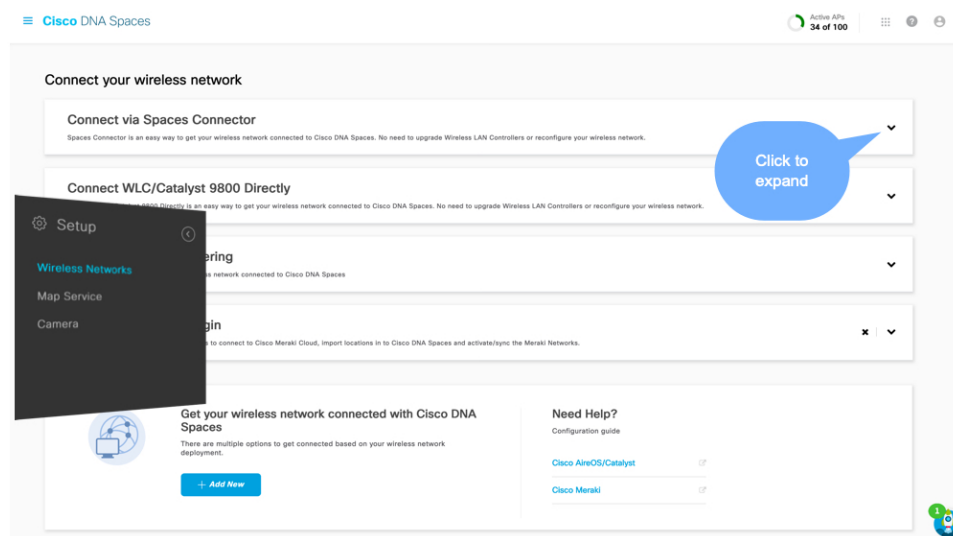 Cisco DNA Spaces
Active APs
34 of 100
Connect your wireless network
Connect via Spaces Connector
Spaces Connector is an easy way to get your wireless network connected to Cisco DNA Spaces. No need to upgrade Wireless LAN Controllers or reconfigure your wireless network.
Click to
expand
Connect WLC/Catalyst 9800 Directly
9800 Directly is an easy way to get your wireless network connected to Cisco DNA Spaces. No need to upgrade Wireless LAN Controllers or reconfigure your wireless network.
Setup
Wireless Networks
Map Service
Camera
ering
network connected to Cisco DNA Spaces
gin
to connect to Cisco Meraki Cloud, import locations in to Cisco DNA Spaces and activate/sync the Meraki Networks.
Get your wireless network connected with Cisco DNA
Spaces
There are multiple options to get connected based on your wireless network
deployment.
+ Add New
Need Help?
Configuration guide
Cisco AireOS/Catalyst
Cisco Meraki
1